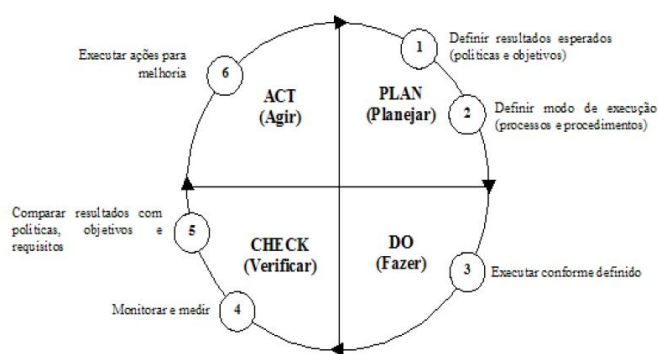 1
Definir resultados esperados
(politicas e objetivos)
PLAN
(Planejar)
2
Definir modo de execução
(processos e procedimentos)
DO
(Fazer)
3
Executar conforme definido
4
Monitorar e medir
CHECK
(Verificar)
5
Comparar resultados com
politicas, objetivos e
requisitos
6
Executar ações para
melhoria
ACT
(Agir)